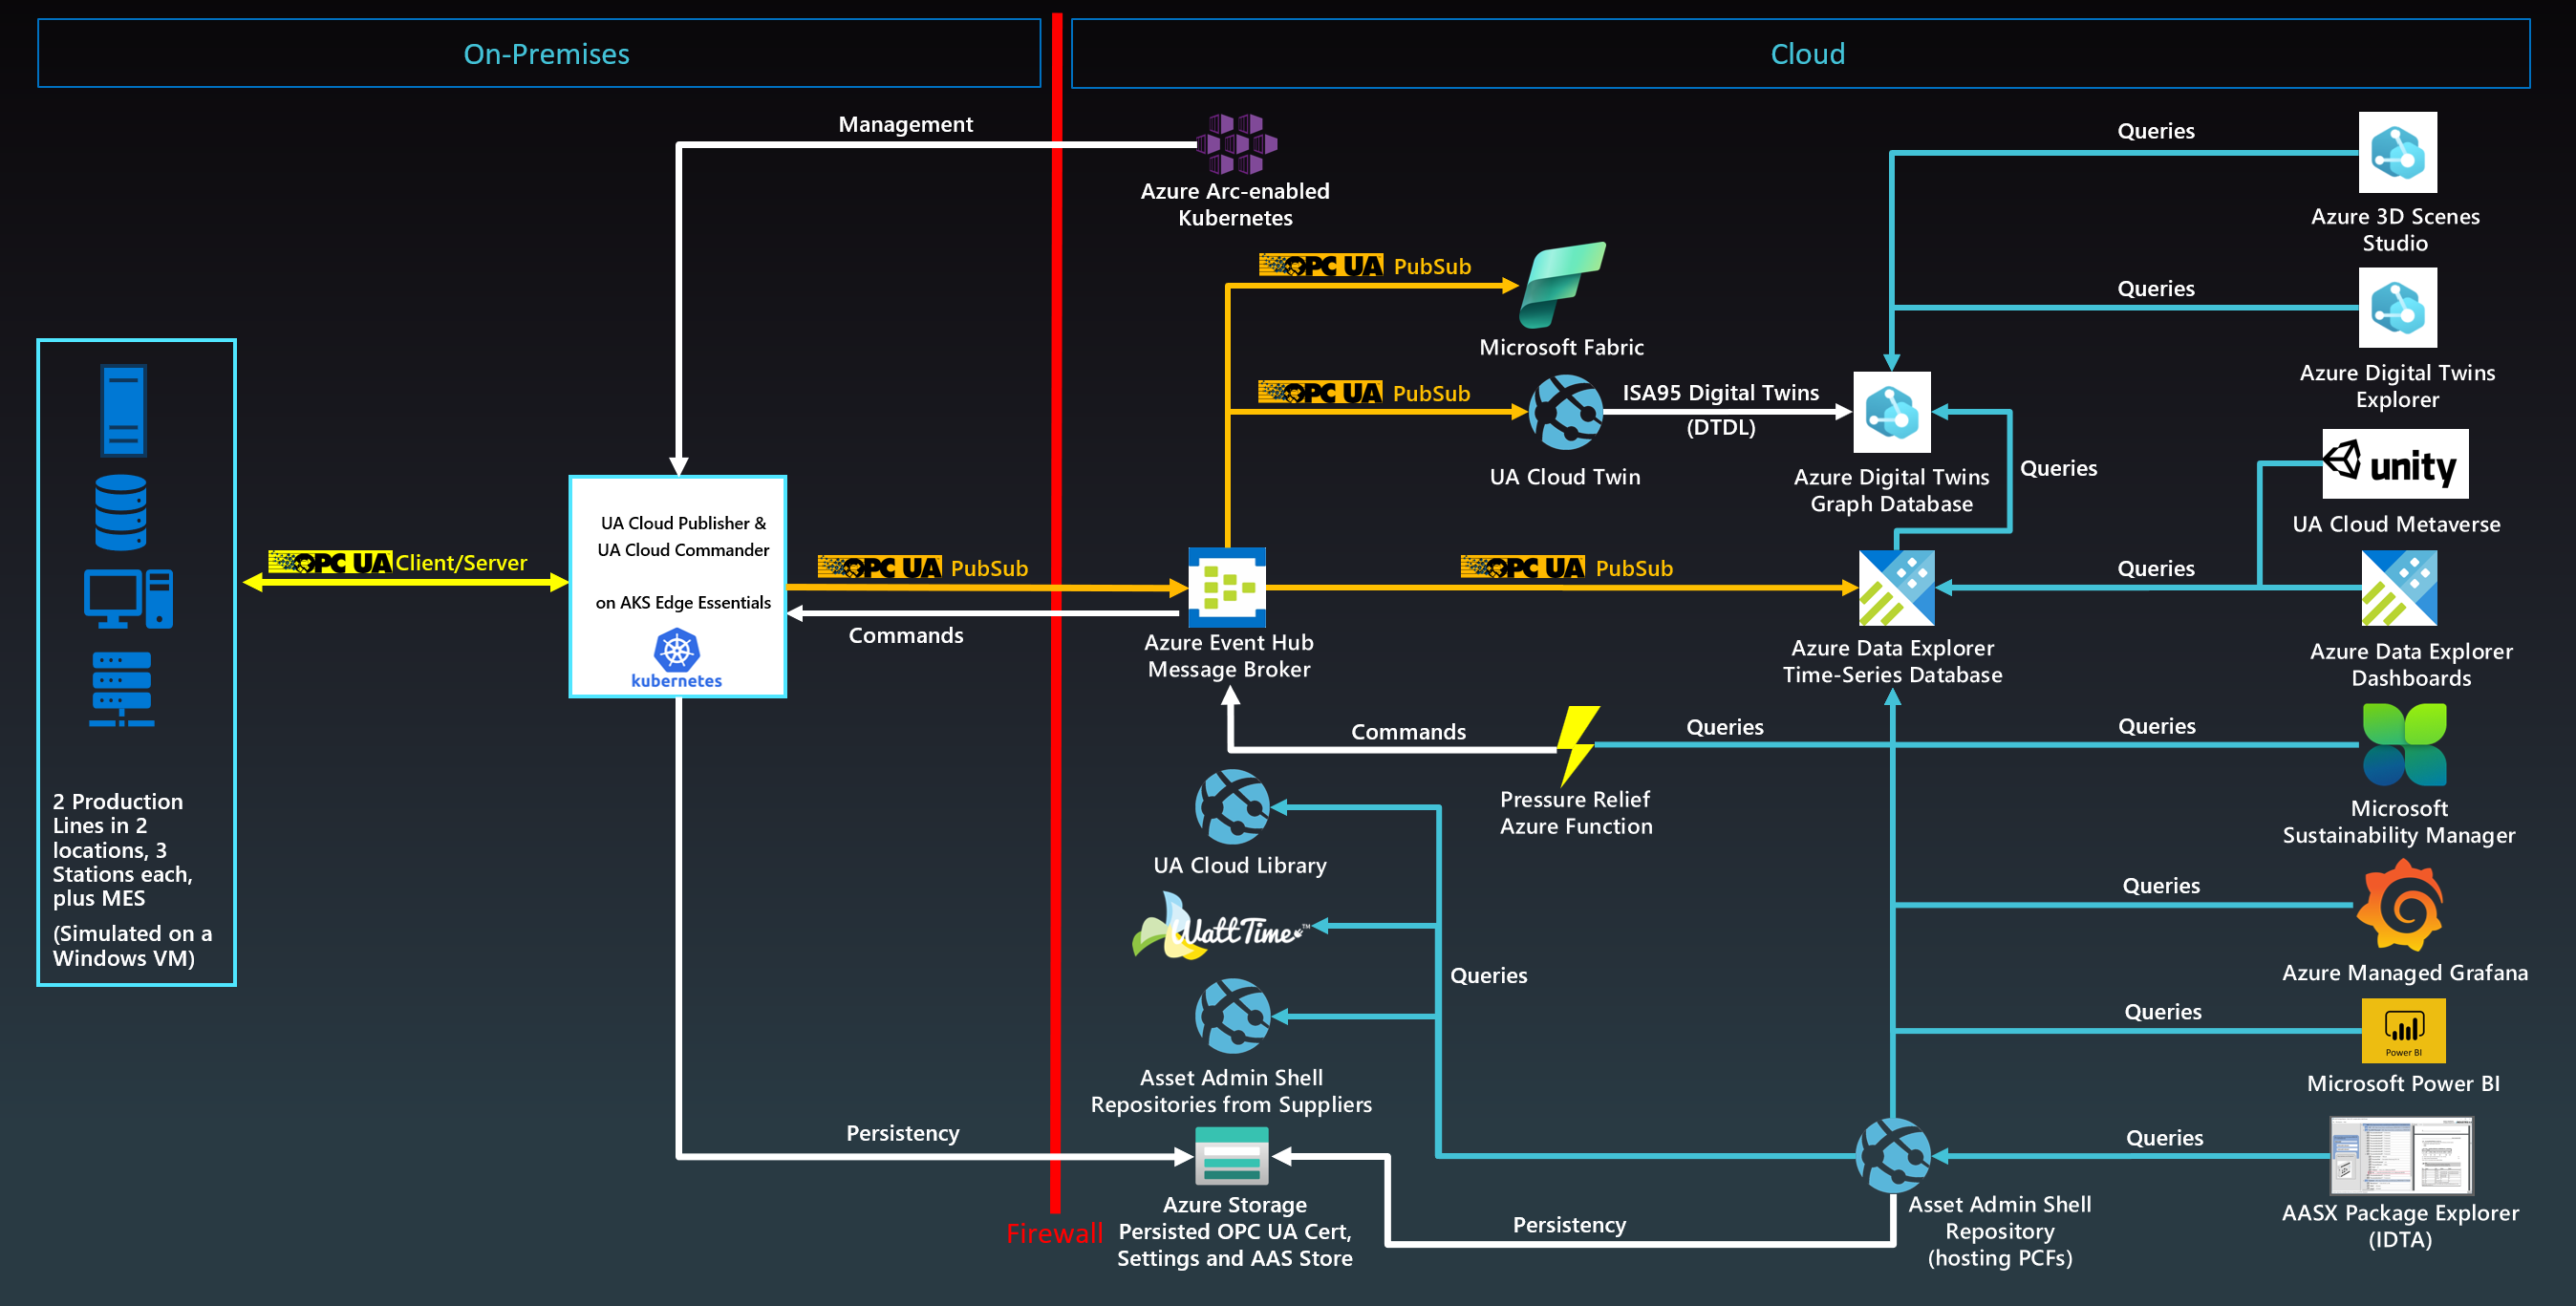 On-Premises
Cloud
Management
Azure Arc-enabled
Kubernetes
Queries
Azure 3D Scenes
Studio
OPC UA PubSub
Microsoft Fabric
Queries
Azure Digital Twins
Explorer
OPC UA PubSub
UA Cloud Twin
ISA95 Digital Twins
(DTDL)
Azure Digital Twins
Graph Database
Queries
unity
UA Cloud Metaverse
OPC UA Client/Server
UA Cloud Publisher &
UA Cloud Commander
on AKS Edge Essentials
kubernetes
OPC UA PubSub
Commands
Azure Event Hub
Message Broker
OPC UA PubSub
Azure Data Explorer
Time-Series Database
Queries
Azure Data Explorer
Dashboards
2 Production
Lines in 2
locations, 3
Stations each,
plus MES
(Simulated on a
Windows VM)
Commands
Pressure Relief
Azure Function
Queries
Queries
Microsoft
Sustainability Manager
UA Cloud Library
WattTime™
Queries
Asset Admin Shell
Repositories from Suppliers
Queries
Azure Managed Grafana
Queries
Power BI
Microsoft Power BI
Persistency
Azure Storage
Persisted OPC UA Cert,
Settings and AAS Store
Firewall
Persistency
Asset Admin Shell
Repository
(hosting PCFs)
Queries
AASX Package Explorer
(IDTA)